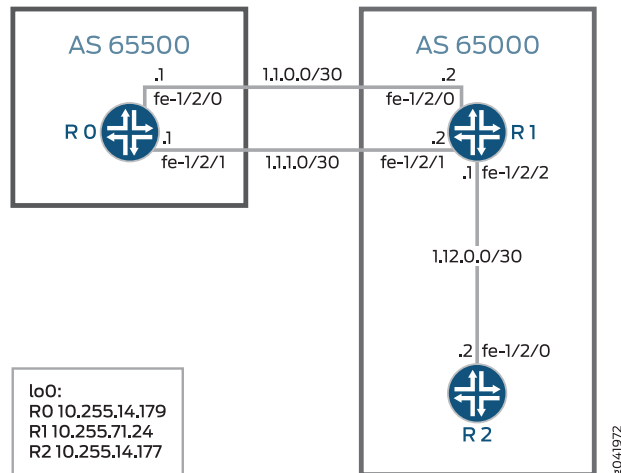 AS 65500
AS 65000
.1
1.1.0.0/30
.2
fe-1/2/0
fe-1/2/0
R 0
R 1
.1
.2
fe-1/2/1
1.1.1.0/30
fe-1/2/1
.1 fe-1/2/2
1.12.0.0/30
.2 fe-1/2/0
R 2
lo0:
R0 10.255.14.179
R1 10.255.71.24
R2 10.255.14.177
g041972